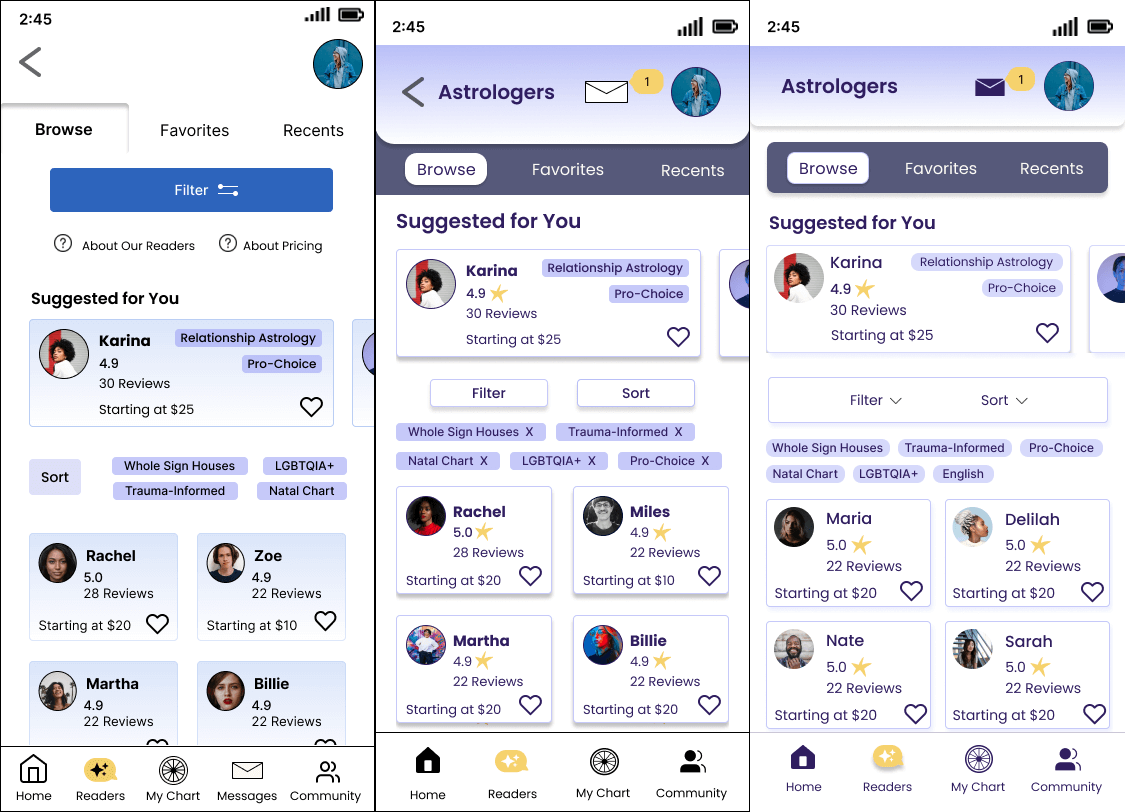 2:45
Browse
Favorites
Recents
Filter
About Our Readers
About Pricing
Suggested for You
Karina
Relationship Astrology
4.9
Pro-Choice
30 Reviews
Starting at $25
Sort
Whole Sign Houses
LGBTQIA+
Trauma-Informed
Natal Chart
Rachel
5.0
28 Reviews
Starting at $20
Zoe
4.9
22 Reviews
Starting at $10
Martha
4.9
22 Reviews
Billie
4.9
22 Reviews
Home
Readers
My Chart
Messages
Community
2:45
Astrologers
1
Browse
Favorites
Recents
Suggested for You
Karina
Relationship Astrology
4.9
Pro-Choice
30 Reviews
Starting at $25
Filter
Sort
Whole Sign Houses X
Trauma-Informed X
Natal Chart X
LGBTQIA+ X
Pro-Choice X
Rachel
5.0
28 Reviews
Starting at $20
Miles
4.9
22 Reviews
Starting at $10
Martha
4.9
22 Reviews
Starting at $20
Billie
4.9
22 Reviews
Starting at $20
Home
Readers
My Chart
Community
2:45
Astrologers
1
Browse
Favorites
Recents
Suggested for You
Karina
Relationship Astrology
4.9
Pro-Choice
30 Reviews
Starting at $25
Filter
Sort
Whole Sign Houses
Trauma-Informed
Pro-Choice
Natal Chart
LGBTQIA+
English
Maria
5.0
22 Reviews
Starting at $20
Delilah
5.0
22 Reviews
Starting at $20
Nate
5.0
22 Reviews
Starting at $20
Sarah
5.0
22 Reviews
Starting at $20
Home
Readers
My Chart
Community